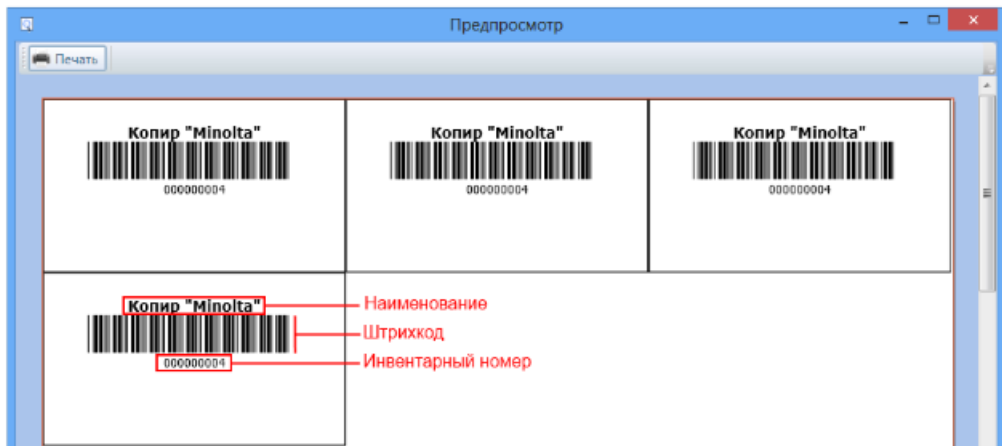 Предпросмотр
Печать
Копир "Minolta"
000000004
Копир "Minolta"
000000004
Копир "Minolta"
000000004
Копир "Minolta"
000000004
Наименование
Штрихкод
Инвентарный номер